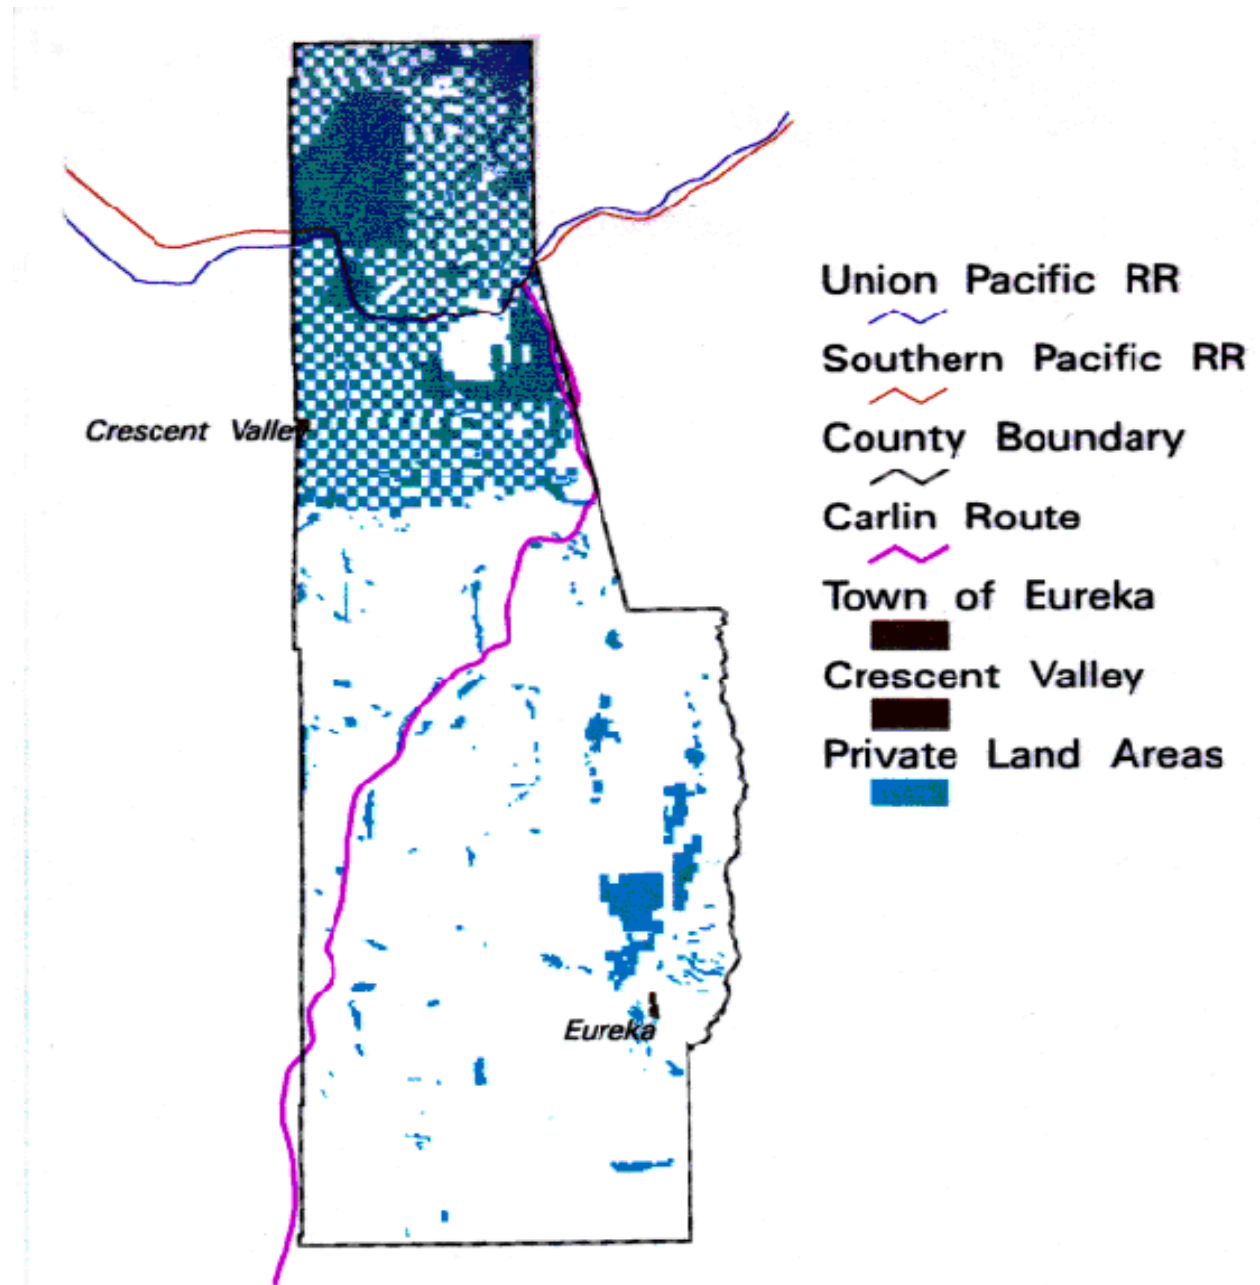 Union Pacific RR
Southern Pacific RR
County Boundary
Carlin Route
Town of Eureka
Crescent Valley
Private Land Areas
Crescent Valley
Eureka